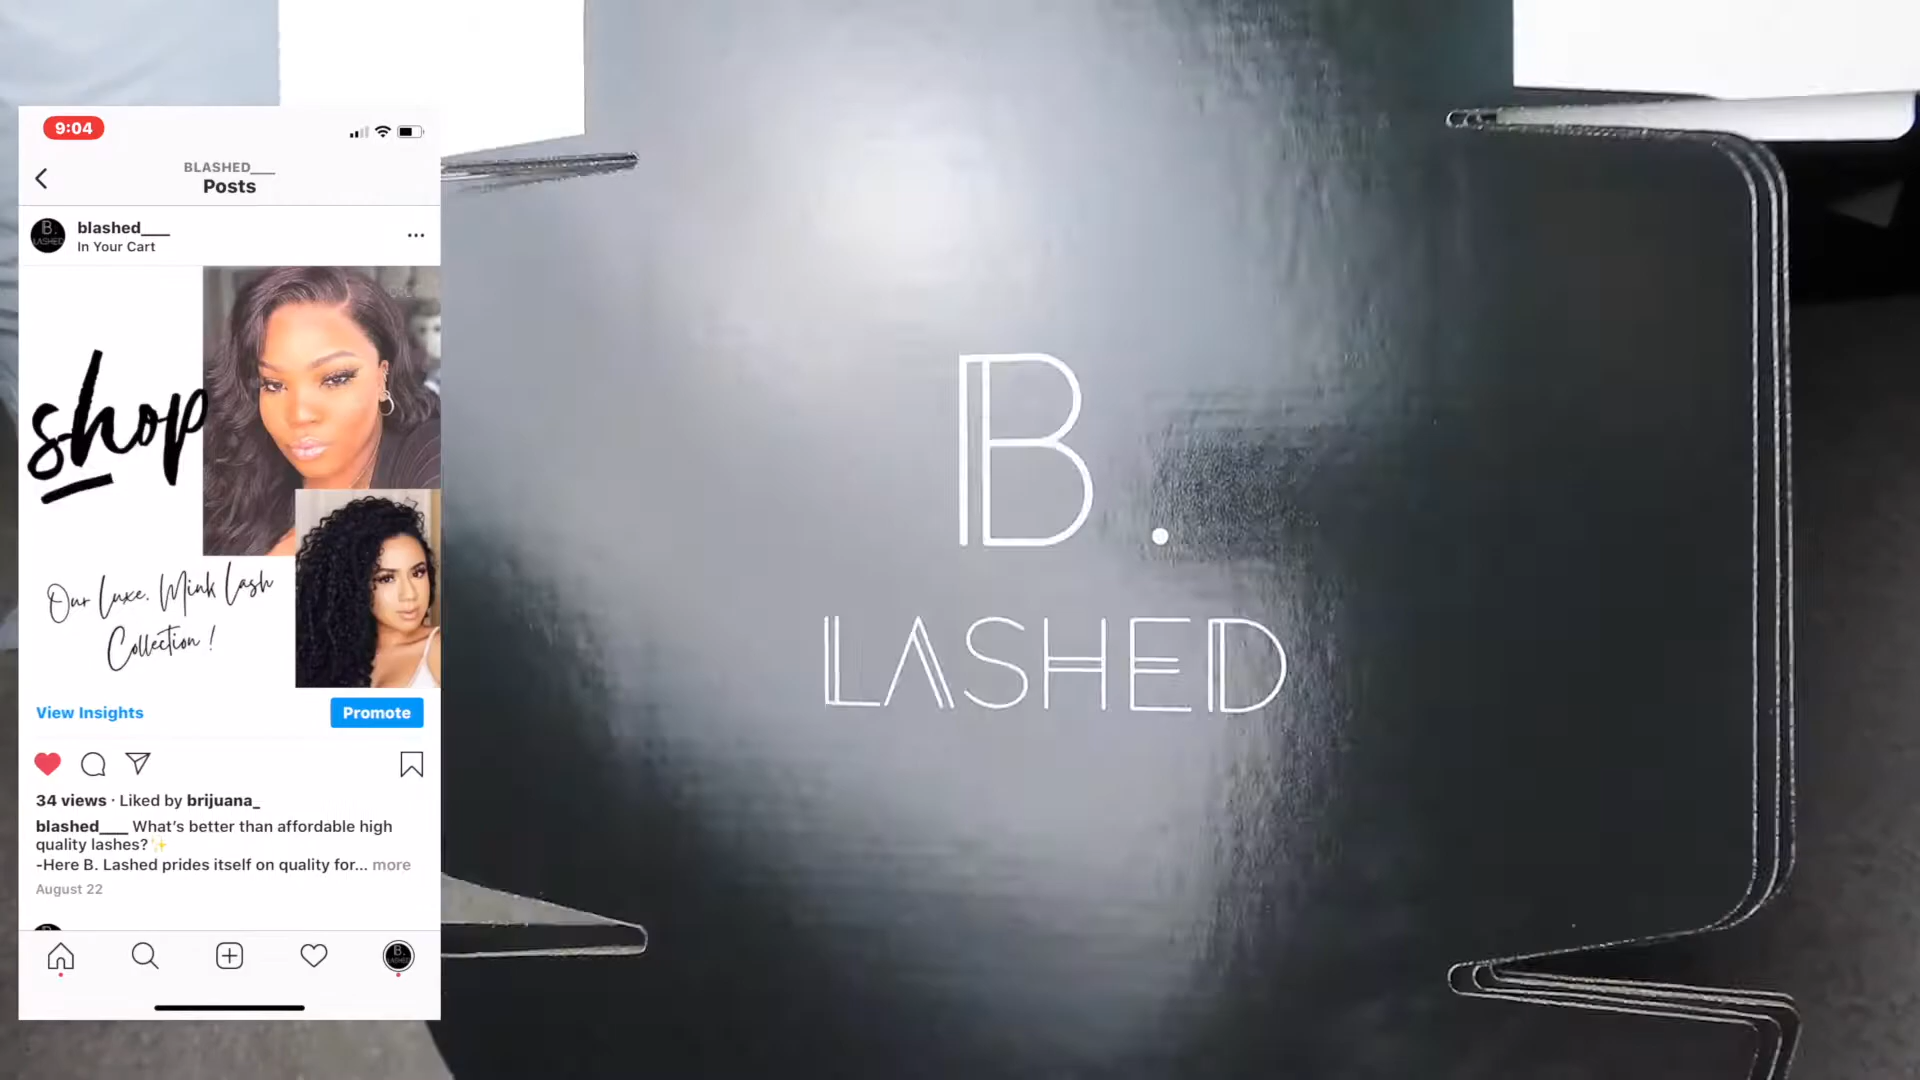 9:04
BLASHED___
Posts
blashed___
In Your Cart
shop
Our Luxe. Mink Lash
Collection !
View Insights
Promote
34 views · Liked by brijuana_
blashed___ What's better than affordable high
quality lashes?✨
-Here B. Lashed prides itself on quality for... more
August 22
B.
LASHED